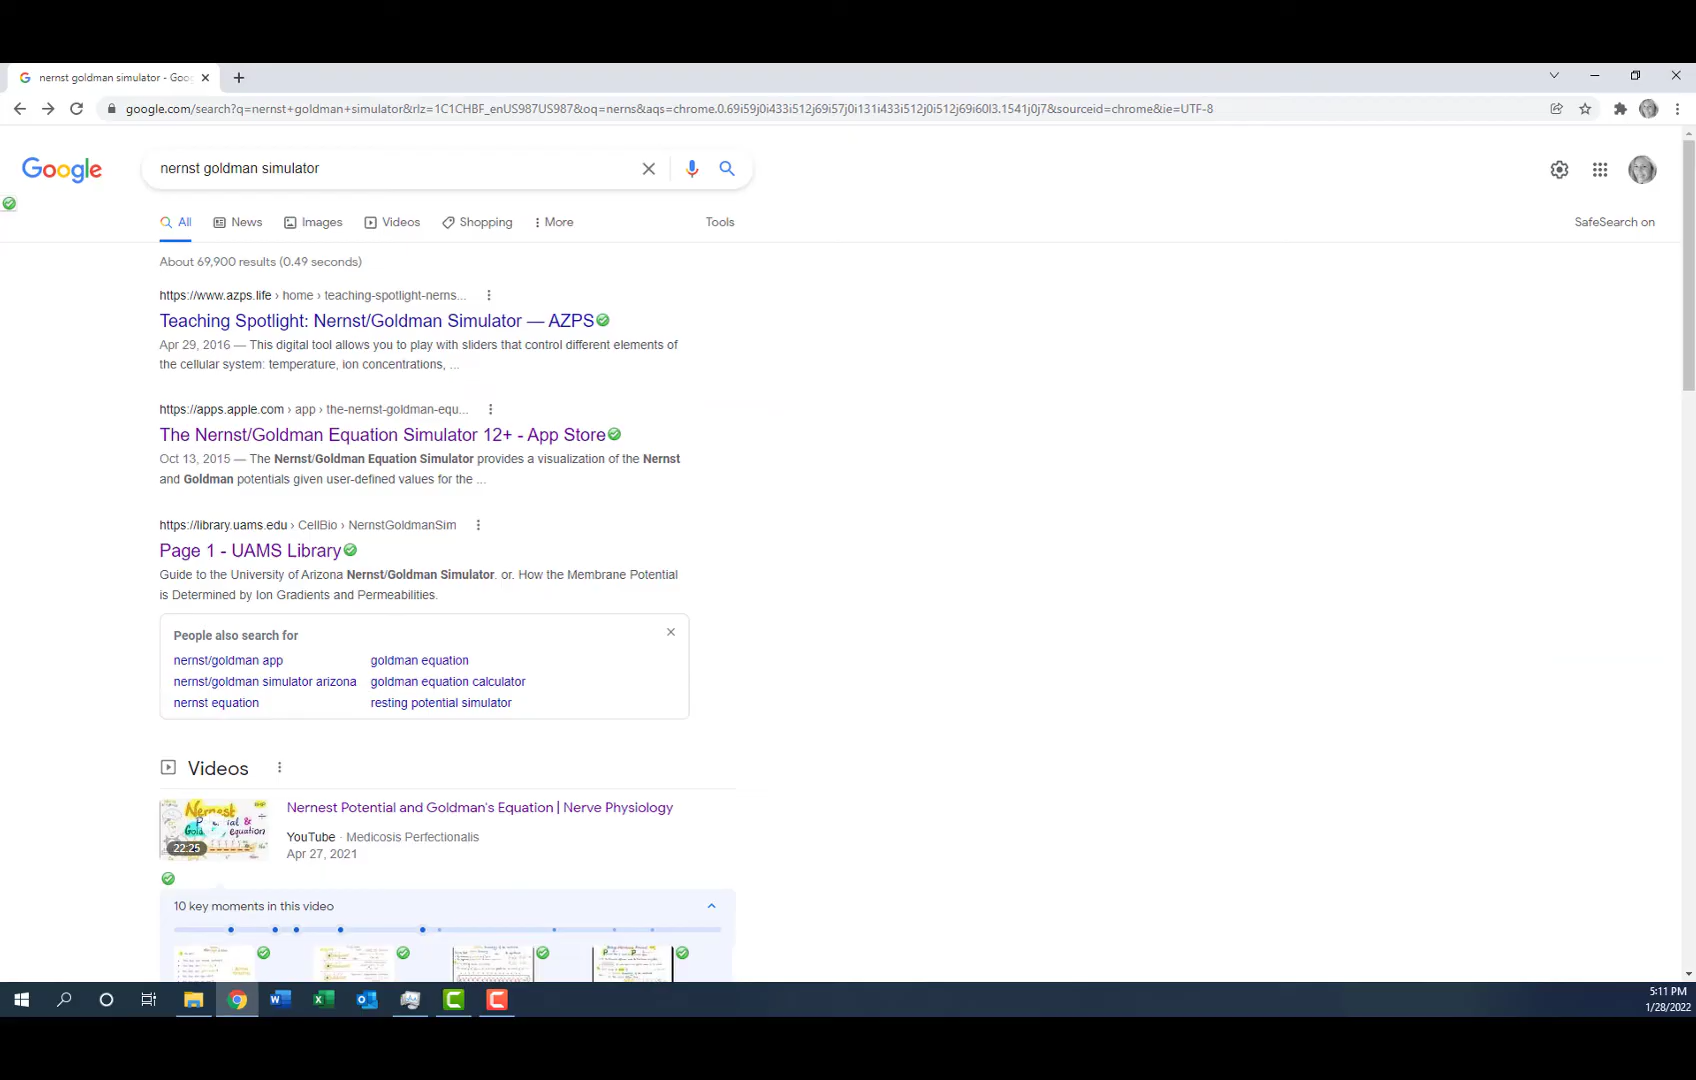 nernst goldman simulator - Goo
google.com/search?q=nernst+goldman+simulator&rlz=1C1CHBF_enUS987US987&oq=nerns&aqs=chrome.0.69i59j0i433i512j69i57j0i131i433i512j0i512j69i60l3.1541j0j7&sourceid=chrome&ie=UTF-8
Google
nernst goldman simulator
All News Images Videos Shopping More Tools SafeSearch on
About 69,900 results (0.49 seconds)
https://www.azps.life › home › teaching-spotlight-nerns...
Teaching Spotlight: Nernst/Goldman Simulator — AZPS
Apr 29, 2016 — This digital tool allows you to play with sliders that control different elements of
the cellular system: temperature, ion concentrations, ...
https://apps.apple.com › app › the-nernst-goldman-equ...
The Nernst/Goldman Equation Simulator 12+ - App Store
Oct 13, 2015 — The Nernst/Goldman Equation Simulator provides a visualization of the Nernst
and Goldman potentials given user-defined values for the ...
https://library.uams.edu › CellBio › NernstGoldmanSim
Page 1 - UAMS Library
Guide to the University of Arizona Nernst/Goldman Simulator. or. How the Membrane Potential
is Determined by Ion Gradients and Permeabilities.
People also search for
nernst/goldman app goldman equation
nernst/goldman simulator arizona goldman equation calculator
nernst equation resting potential simulator
Videos
Nernest Potential and Goldman's Equation | Nerve Physiology
Nernest
equation
22:25
YouTube · Medicosis Perfectionalis
Apr 27, 2021
10 key moments in this video
5:11 PM
1/28/2022